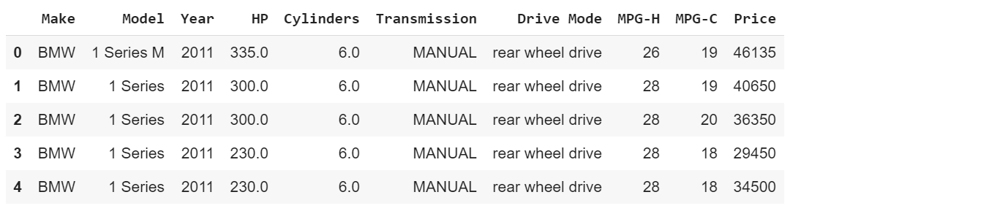 Make Model Year HP Cylinders Transmission Drive Mode MPG-H MPG-C Price
0 BMW 1 Series M 2011 335.0 6.0 MANUAL rear wheel drive 26 19 46135
1 BMW 1 Series 2011 300.0 6.0 MANUAL rear wheel drive 28 19 40650
2 BMW 1 Series 2011 300.0 6.0 MANUAL rear wheel drive 28 20 36350
3 BMW 1 Series 2011 230.0 6.0 MANUAL rear wheel drive 28 18 29450
4 BMW 1 Series 2011 230.0 6.0 MANUAL rear wheel drive 28 18 34500